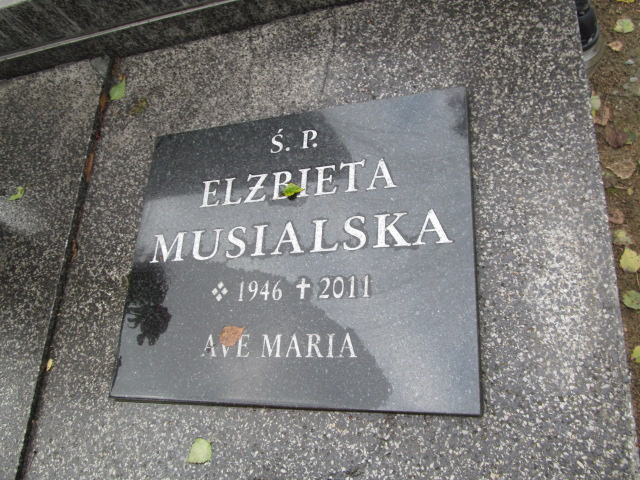 Ś. P.
ELŻBIETA
MUSIALSKA
1946 ✝ 2011
AVE MARIA